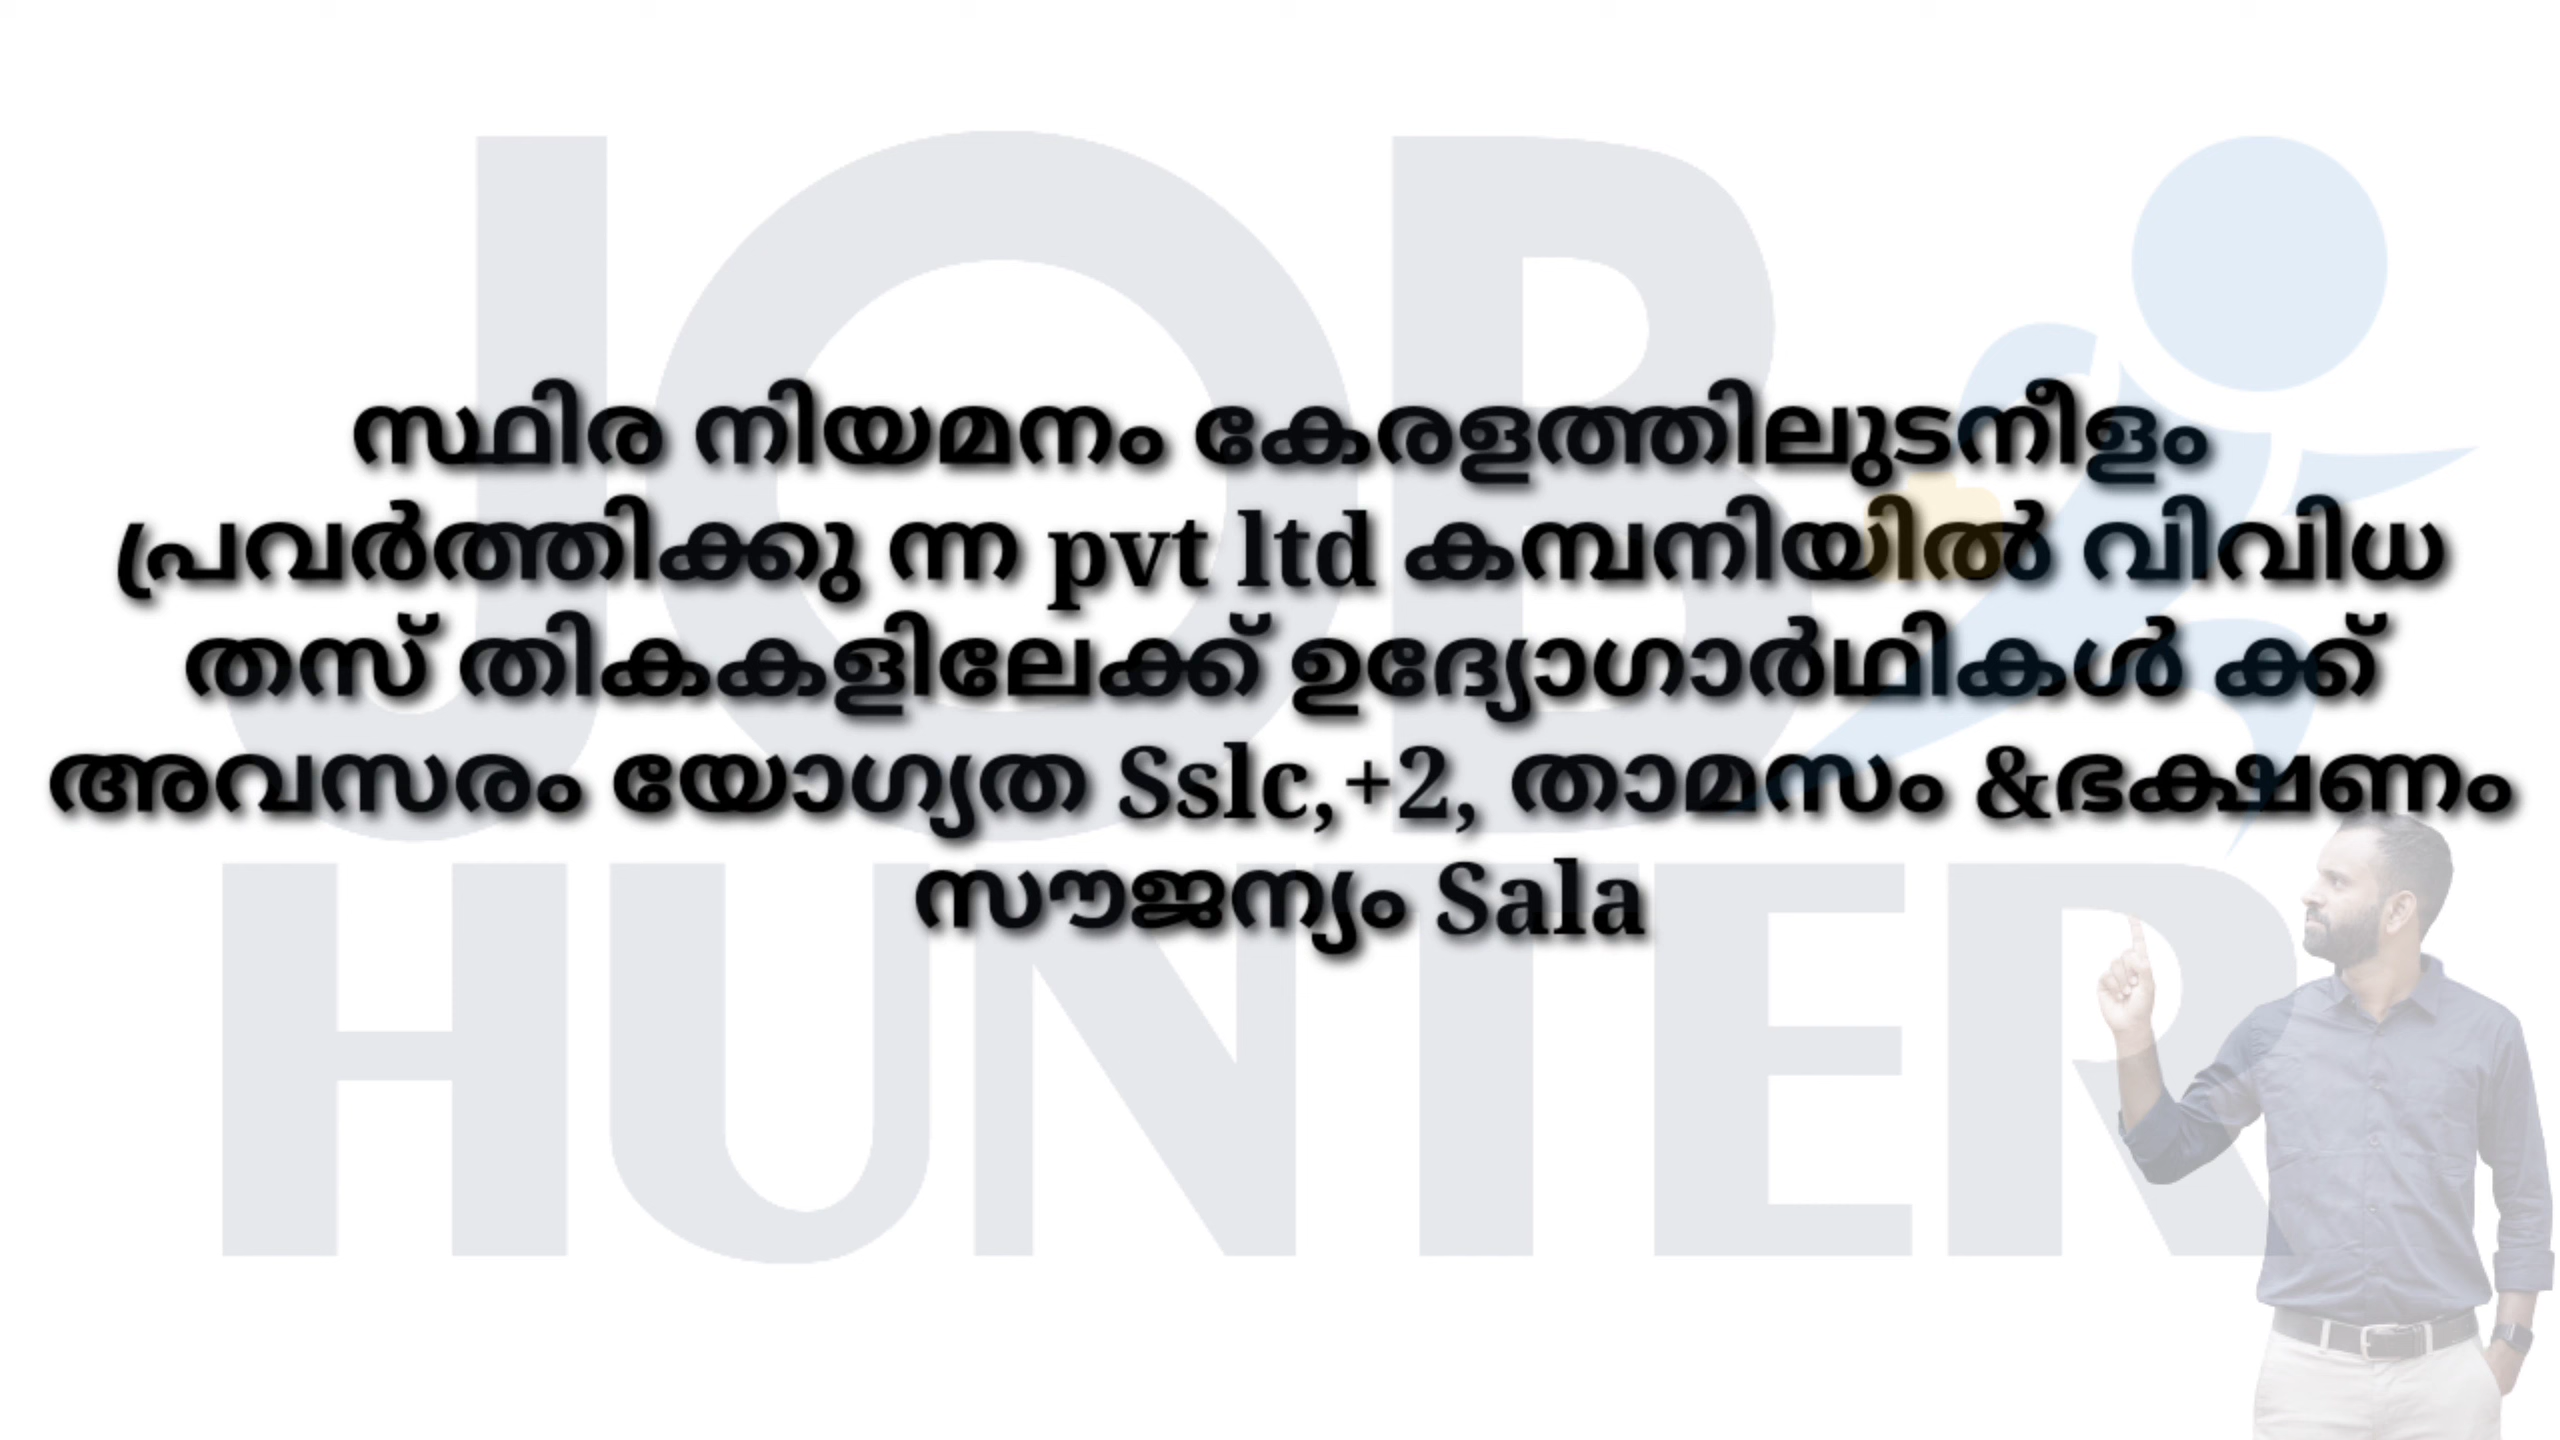 JOB
HUNTER
സ്ഥിര നിയമനം കേരളത്തിലുടനീളം
പ്രവർത്തിക്കു ന്ന pvt ltd കമ്പനിയിൽ വിവിധ
തസ് തികകളിലേക്ക് ഉദ്യോഗാർഥികൾ ക്ക്
അവസരം യോഗ്യത Sslc,+2, താമസം &ഭക്ഷണം
സൗജന്യം Sala